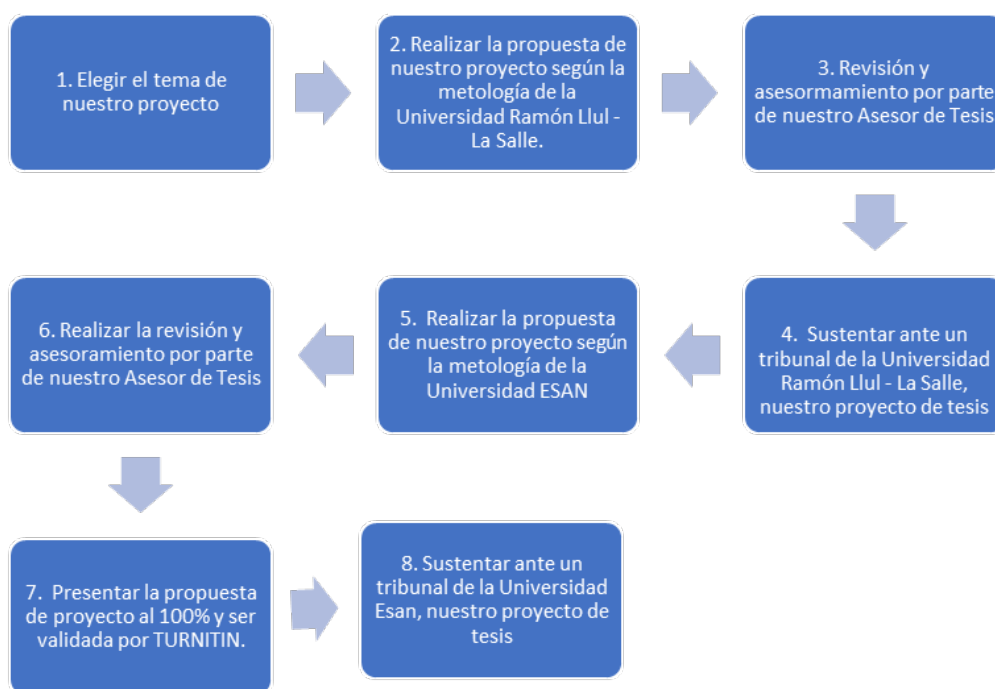 1. Elegir el tema de
nuestro proyecto
2. Realizar la propuesta de
nuestro proyecto según la
metología de la
Universidad Ramón Llul -
La Salle.
3. Revisión y
asesormamiento por parte
de nuestro Asesor de Tesis
4. Sustentar ante un
tribunal de la Universidad
Ramón Llul - La Salle,
nuestro proyecto de tesis
5. Realizar la propuesta
de nuestro proyecto según
la metología de la
Universidad ESAN
6. Realizar la revisión y
asesoramiento por parte
de nuestro Asesor de Tesis
7. Presentar la propuesta
de proyecto al 100% y ser
validada por TURNITIN.
8. Sustentar ante un
tribunal de la Universidad
Esan, nuestro proyecto de
tesis